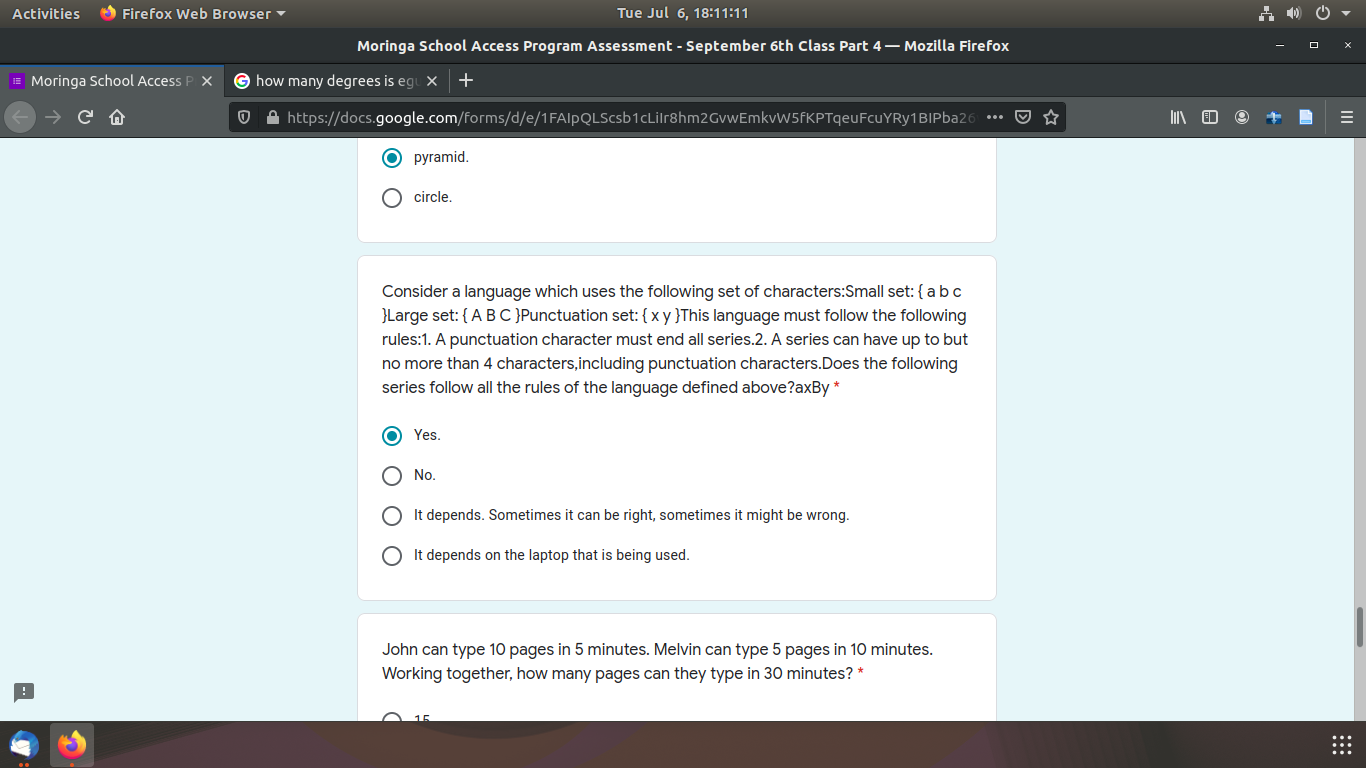 Activities Firefox Web Browser Tue Jul 6, 18:11:11
Moringa School Access Program Assessment - September 6th Class Part 4 — Mozilla Firefox
Moringa School Access P how many degrees is equ
https://docs.google.com/forms/d/e/1FAIpQLScsb1cLiIr8hm2GvwEmkvW5fKPTqeuFcuYRy1BIPba26
pyramid.
circle.
Consider a language which uses the following set of characters:Small set: { a b c
}Large set: { A B C }Punctuation set: { x y }This language must follow the following
rules:1. A punctuation character must end all series.2. A series can have up to but
no more than 4 characters,including punctuation characters.Does the following
series follow all the rules of the language defined above?axBy *
Yes.
No.
It depends. Sometimes it can be right, sometimes it might be wrong.
It depends on the laptop that is being used.
John can type 10 pages in 5 minutes. Melvin can type 5 pages in 10 minutes.
Working together, how many pages can they type in 30 minutes? *
15